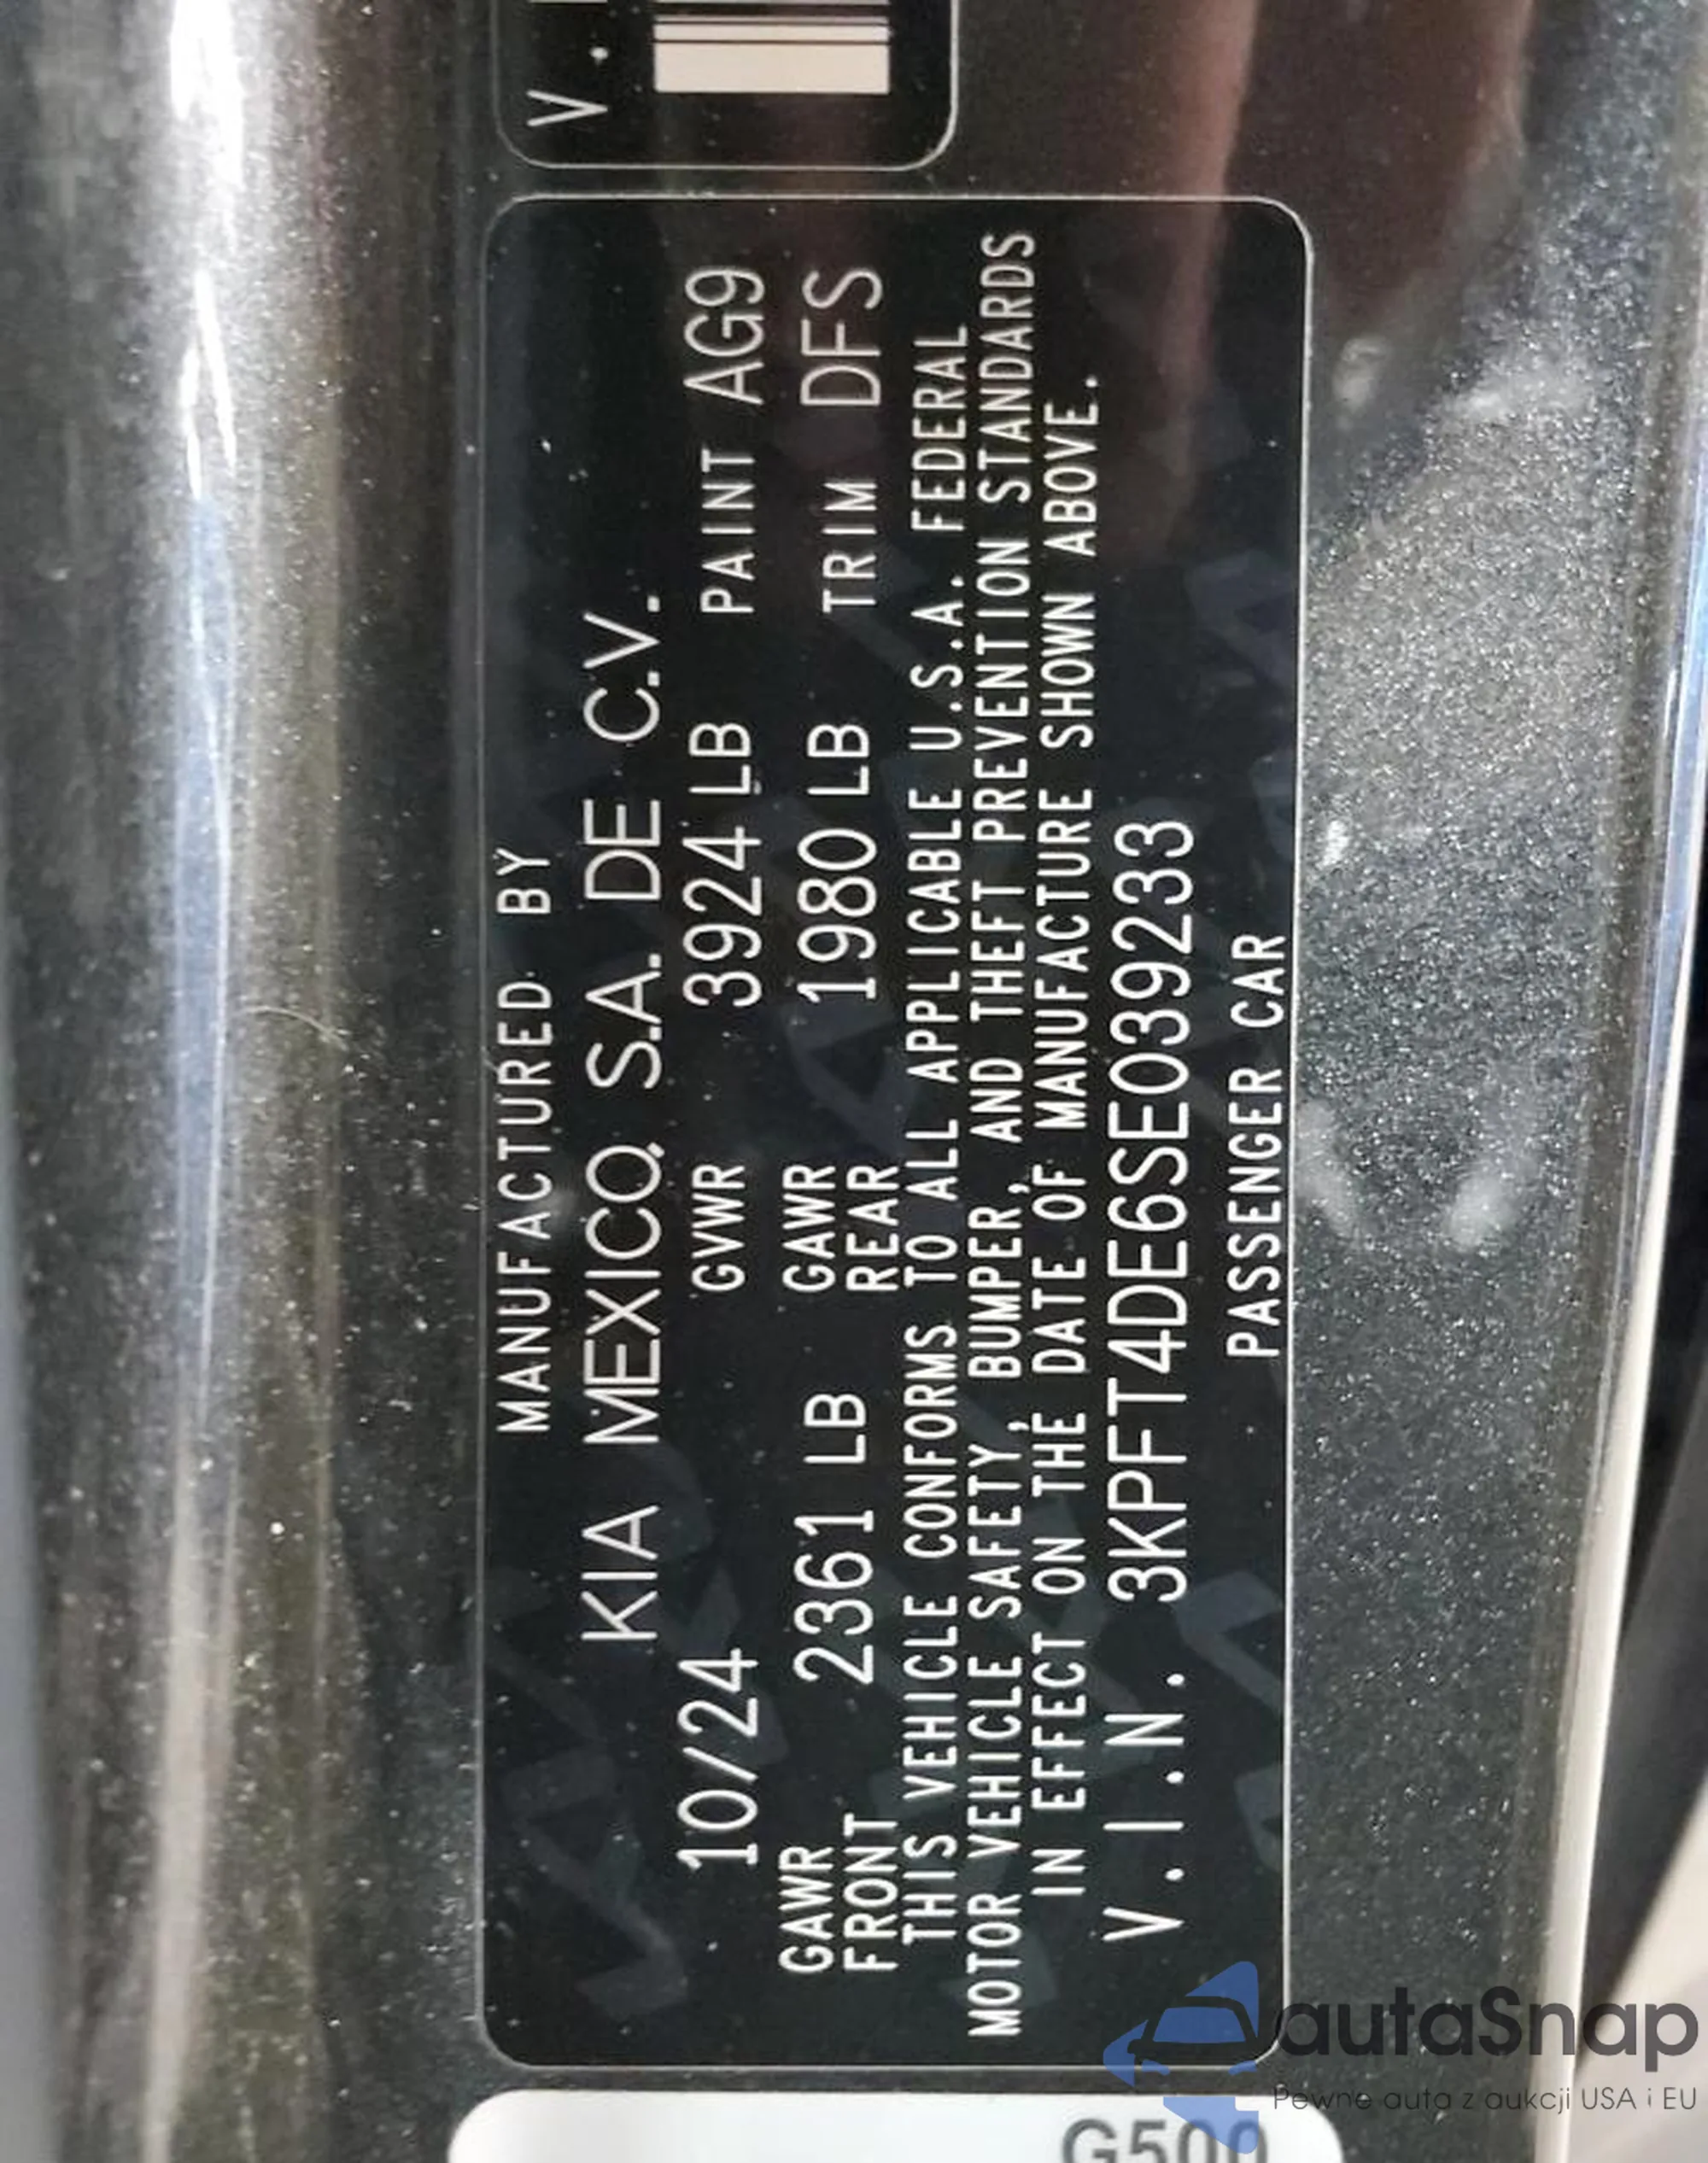 V.
MANUFACTURED BY
KIA MEXICO, S.A. DE C.V.
10/24 GVWR 3924 LB PAINT AG9
GAWR FRONT 2361 LB GAWR REAR 1980 LB TRIM DFS
THIS VEHICLE CONFORMS TO ALL APPLICABLE U.S.A. FEDERAL
MOTOR VEHICLE SAFETY, BUMPER, AND THEFT PREVENTION STANDARDS
IN EFFECT ON THE DATE OF MANUFACTURE SHOWN ABOVE.
V.I.N. 3KPFT4DE6SE039233
PASSENGER CAR
G500
autaSnap
Pewne auta z aukcji USA i EU